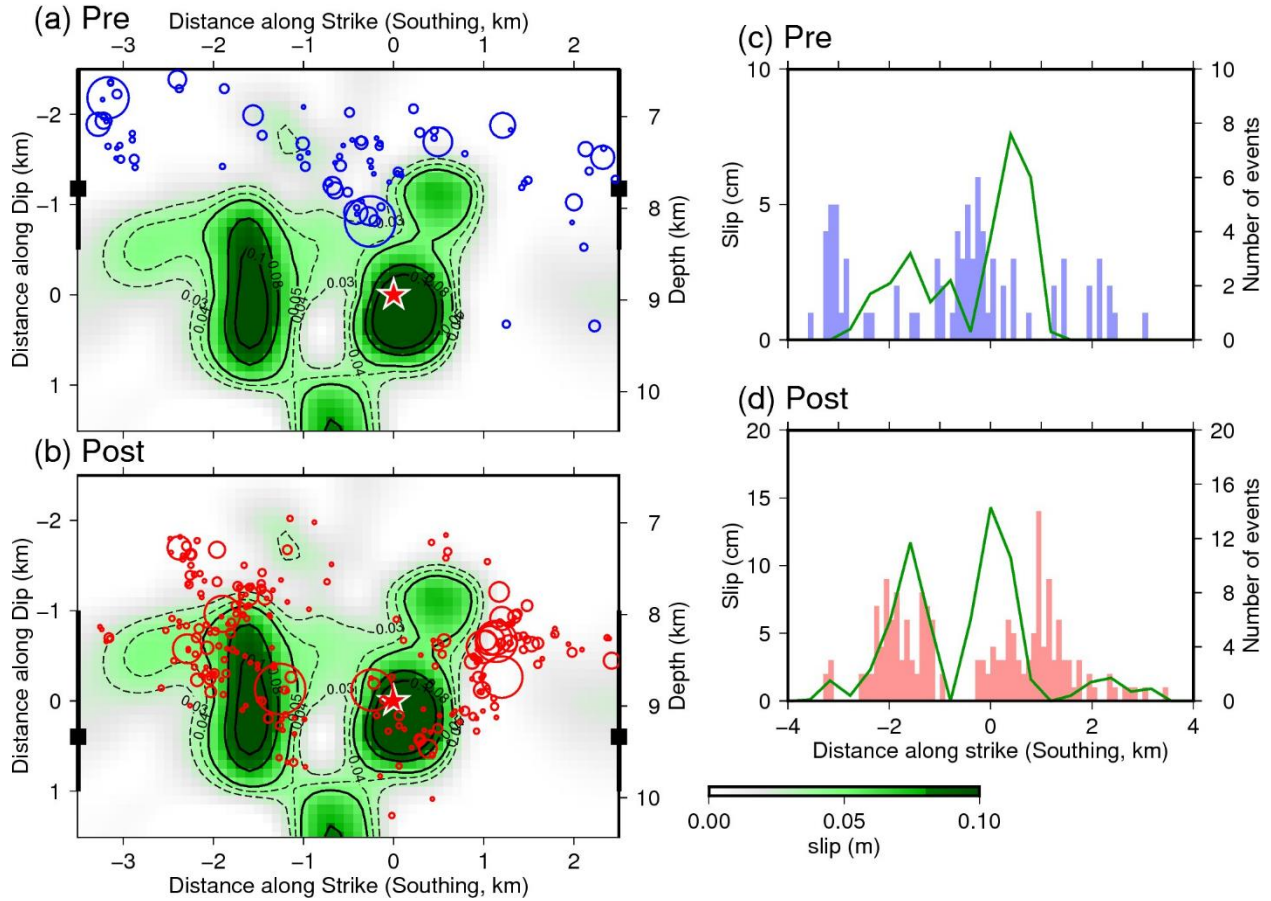 (a) Pre
Distance along Strike (Southing, km)
−3 −2 −1 0 1 2
Distance along Dip (km)
−2
−1
0
1
7
8
9
10
Depth (km)
0.03
0.04
0.1
0.08
0.05
0.03
0.03
0.04
(b) Post
Distance along Dip (km)
−2
−1
0
1
7
8
9
10
Depth (km)
0.03
0.03
0.05
0.03
0.04
−3 −2 −1 0 1 2
Distance along Strike (Southing, km)
(c) Pre
Slip (cm)
10
5
0
10
8
6
4
2
0
Number of events
(d) Post
Slip (cm)
20
15
10
5
0
20
16
12
8
4
0
Number of events
−4 −2 0 2 4
Distance along strike (Southing, km)
0.00 0.05 0.10
slip (m)